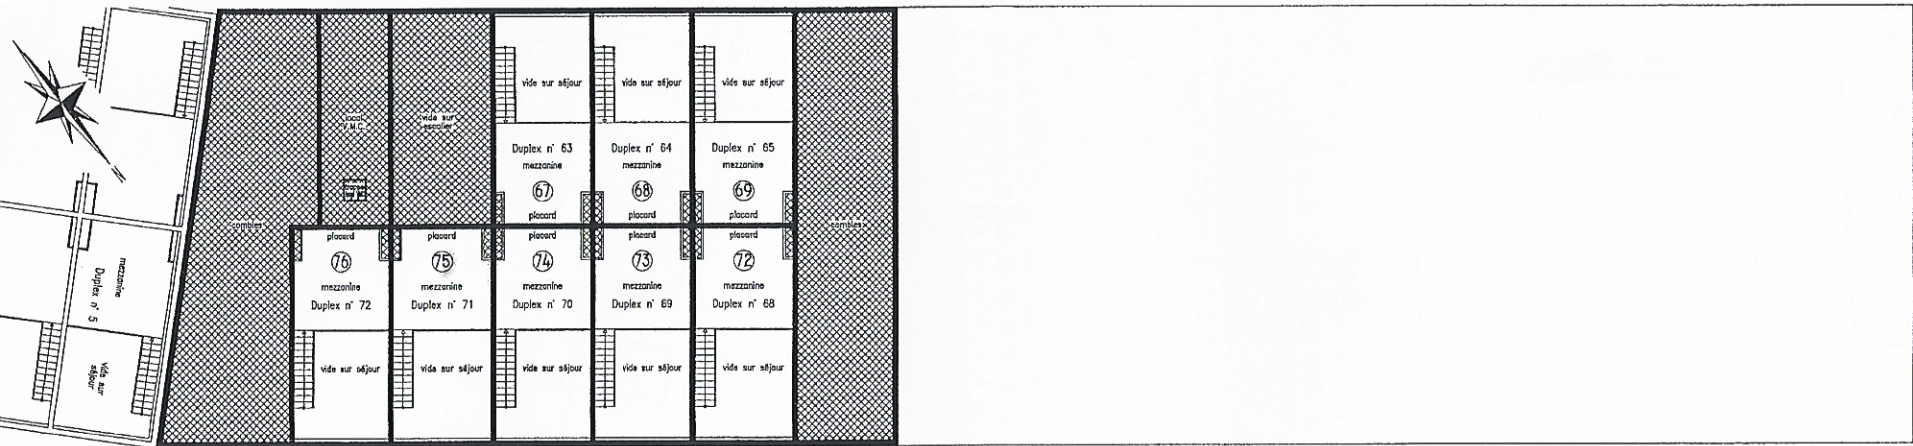 vide sur séjour
vide sur séjour
vide sur séjour
local
V.M.C.
vide sur
escalier
Duplex n° 63
mezzanine
67
placard
Duplex n° 64
mezzanine
68
placard
Duplex n° 65
mezzanine
69
placard
combles
combles
placard
76
mezzanine
Duplex n° 72
placard
75
mezzanine
Duplex n° 71
placard
74
mezzanine
Duplex n° 70
placard
73
mezzanine
Duplex n° 69
placard
72
mezzanine
Duplex n° 68
vide sur séjour
vide sur séjour
vide sur séjour
vide sur séjour
vide sur séjour
mezzanine
Duplex n° 5
vide sur
séjour